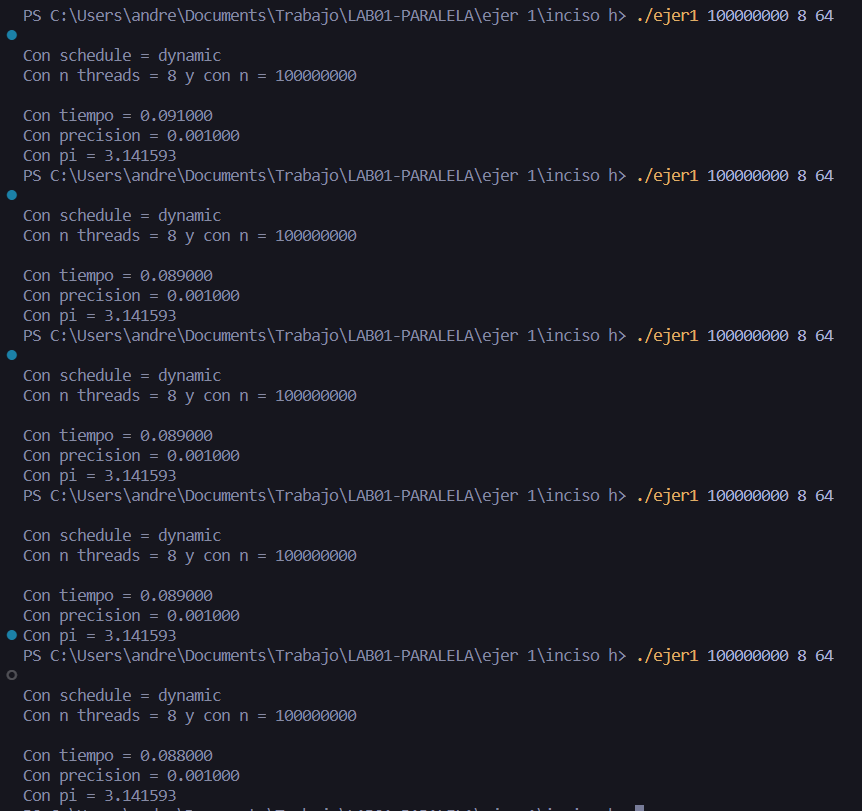 PS C:\Users\andre\Documents\Trabajo\LAB01-PARALELA\ejer 1\inciso h> ./ejer1 100000000 8 64
Con schedule = dynamic
Con n threads = 8 y con n = 100000000
Con tiempo = 0.091000
Con precision = 0.001000
Con pi = 3.141593
PS C:\Users\andre\Documents\Trabajo\LAB01-PARALELA\ejer 1\inciso h> ./ejer1 100000000 8 64
Con schedule = dynamic
Con n threads = 8 y con n = 100000000
Con tiempo = 0.089000
Con precision = 0.001000
Con pi = 3.141593
PS C:\Users\andre\Documents\Trabajo\LAB01-PARALELA\ejer 1\inciso h> ./ejer1 100000000 8 64
Con schedule = dynamic
Con n threads = 8 y con n = 100000000
Con tiempo = 0.089000
Con precision = 0.001000
Con pi = 3.141593
PS C:\Users\andre\Documents\Trabajo\LAB01-PARALELA\ejer 1\inciso h> ./ejer1 100000000 8 64
Con schedule = dynamic
Con n threads = 8 y con n = 100000000
Con tiempo = 0.089000
Con precision = 0.001000
Con pi = 3.141593
PS C:\Users\andre\Documents\Trabajo\LAB01-PARALELA\ejer 1\inciso h> ./ejer1 100000000 8 64
Con schedule = dynamic
Con n threads = 8 y con n = 100000000
Con tiempo = 0.088000
Con precision = 0.001000
Con pi = 3.141593